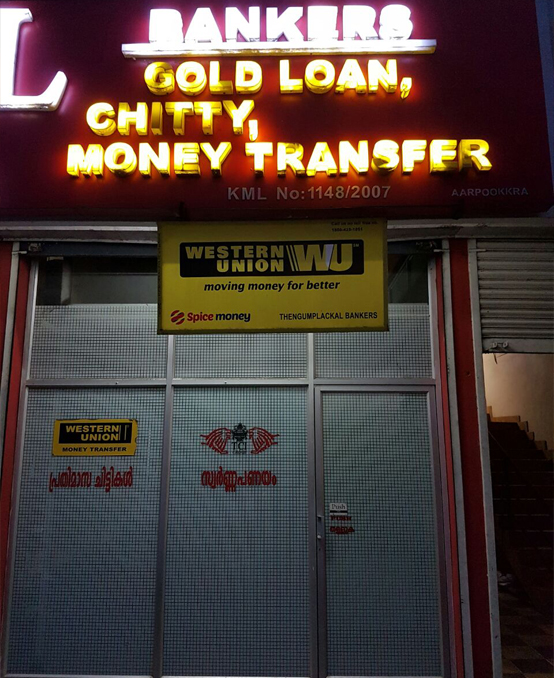 L
BANKERS
GOLD LOAN,
CHITTY,
MONEY TRANSFER
KML No:1148/2007
AARPOOKKRA
WESTERN
UNION WU
moving money for better
Spice money
THENGUMPLACKAL BANKERS
WESTERN
UNION
MONEY TRANSFER
പ്രതിമാസ ചിട്ടികൾ
സ്വർണ്ണപണയം
Push